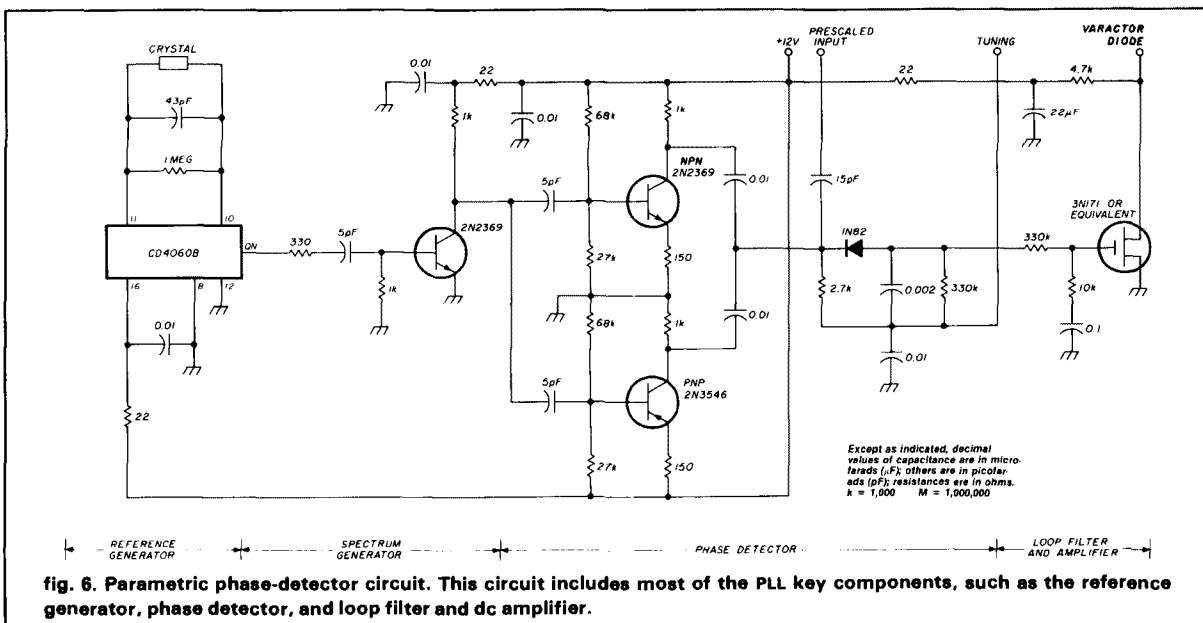 CRYSTAL
43pF
1 MEG
11
10
CD4060B
QN
16
8
12
0.01
22
330
5pF
1k
2N2369
0.01
22
1k
0.01
5pF
5pF
68k
27k
68k
27k
1k
NPN
2N2369
150
1k
PNP
2N3546
150
0.01
0.01
+12V
PRESCALED
INPUT
15pF
1N82
2.7k
0.002
330k
0.01
TUNING
22
4.7k
22µF
VARACTOR
DIODE
3N171 OR
EQUIVALENT
330k
10k
0.1
Except as indicated, decimal
values of capacitance are in micro-
farads (µF); others are in picofar-
ads (pF); resistances are in ohms.
k = 1,000 M = 1,000,000
REFERENCE
GENERATOR
SPECTRUM
GENERATOR
PHASE DETECTOR
LOOP FILTER
AND AMPLIFIER
fig. 6. Parametric phase-detector circuit. This circuit includes most of the PLL key components, such as the reference
generator, phase detector, and loop filter and dc amplifier.